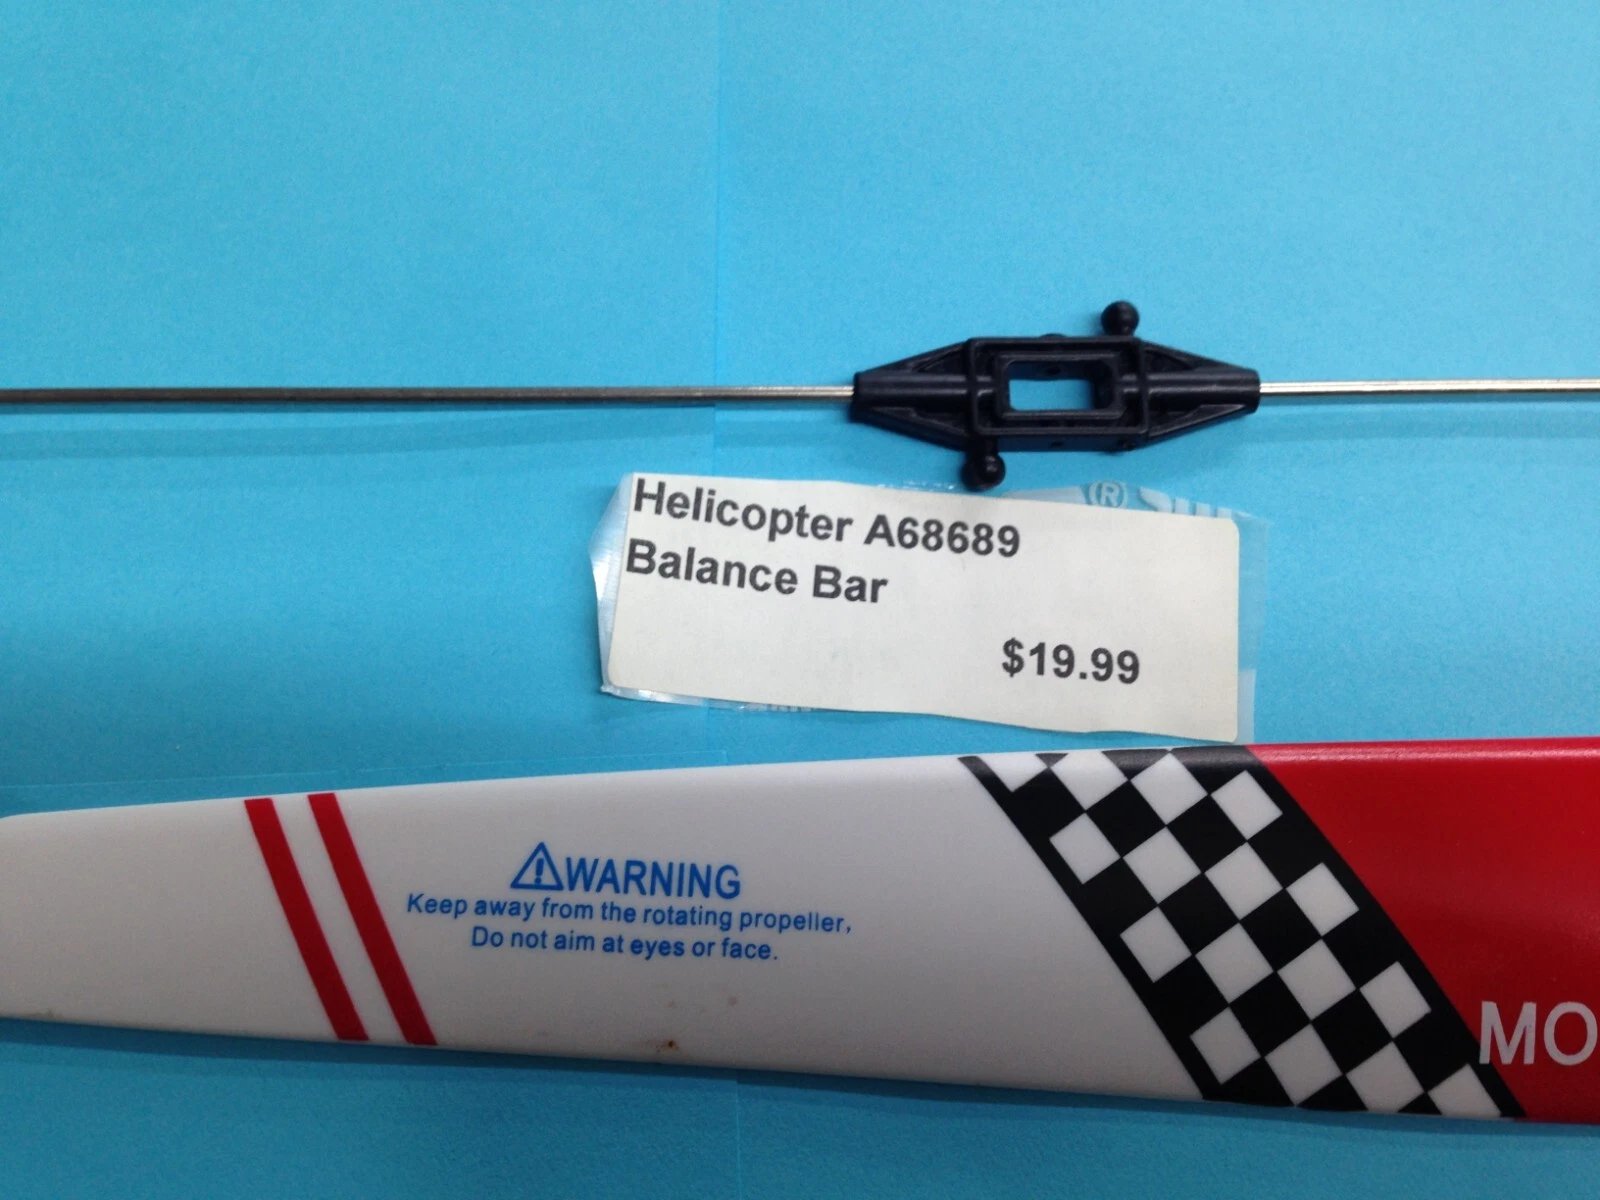 Helicopter A68689
Balance Bar
$19.99
WARNING
Keep away from the rotating propeller,
Do not aim at eyes or face.
MO